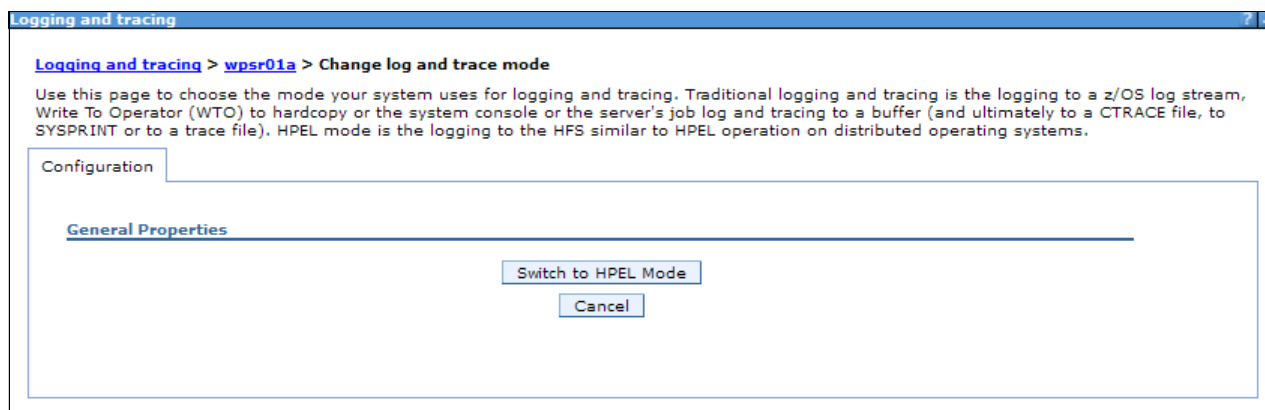 Logging and tracing ?
Logging and tracing > wpsr01a > Change log and trace mode
Use this page to choose the mode your system uses for logging and tracing. Traditional logging and tracing is the logging to a z/OS log stream,
Write To Operator (WTO) to hardcopy or the system console or the server's job log and tracing to a buffer (and ultimately to a CTRACE file, to
SYSPRINT or to a trace file). HPEL mode is the logging to the HFS similar to HPEL operation on distributed operating systems.
Configuration
General Properties
Switch to HPEL Mode
Cancel